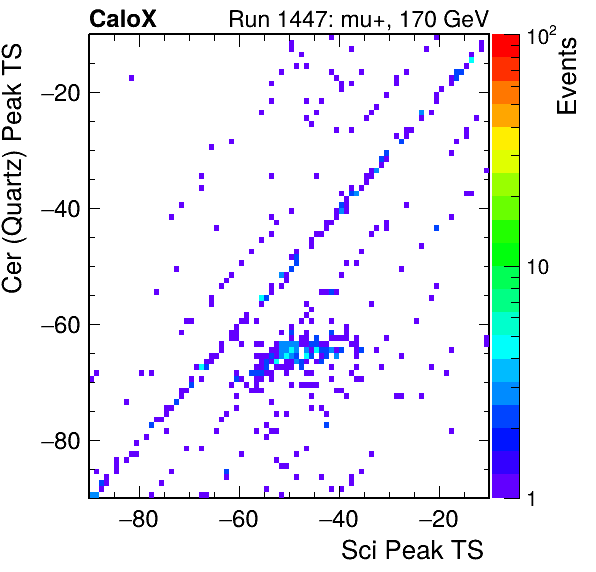 CaloX Run 1447: mu+, 170 GeV
Cer (Quartz) Peak TS
−20
−40
−60
−80
−80 −60 −40 −20
Sci Peak TS
10²
10
1
Events